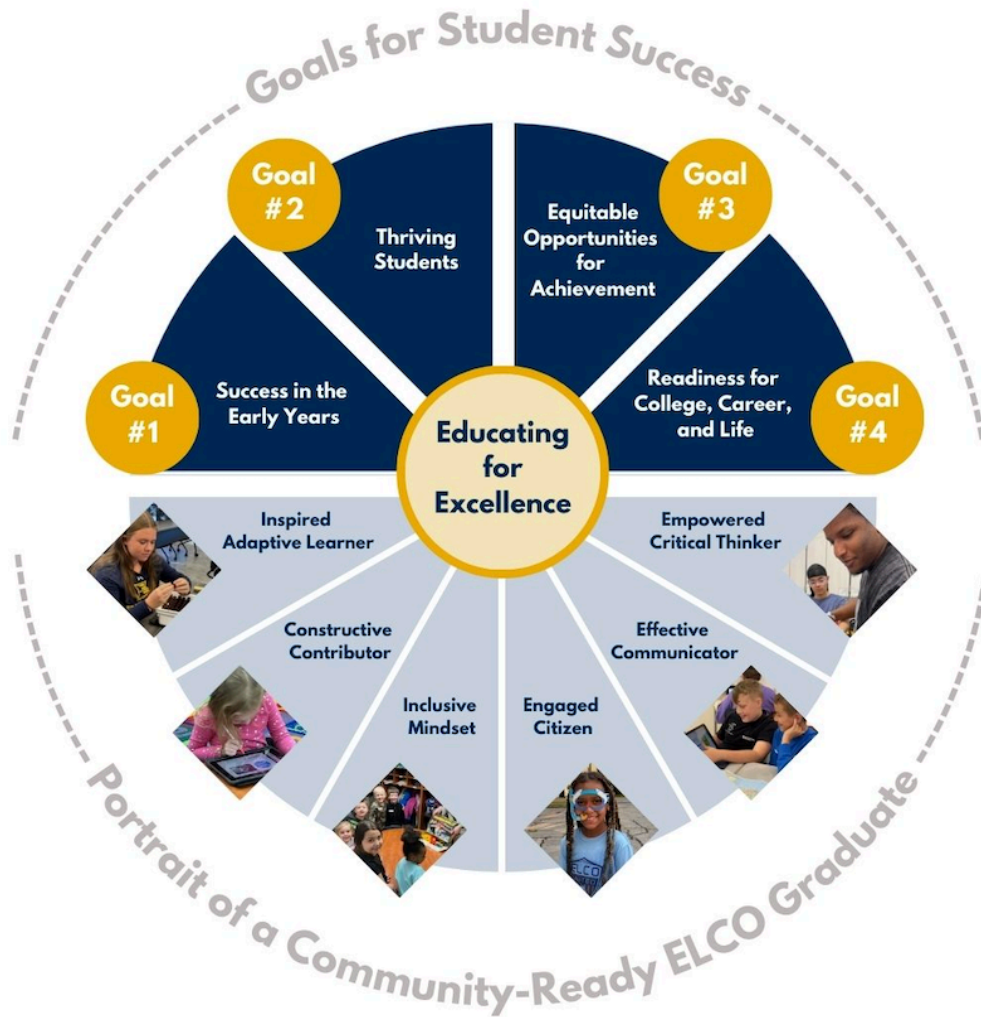 Goals for Student Success
Goal
#1
Success in the
Early Years
Goal
#2
Thriving
Students
Goal
#3
Equitable
Opportunities
for
Achievement
Goal
#4
Readiness for
College, Career,
and Life
Educating
for
Excellence
Inspired
Adaptive Learner
Constructive
Contributor
Inclusive
Mindset
Engaged
Citizen
Effective
Communicator
Empowered
Critical Thinker
ELCO
Portrait of a Community-Ready ELCO Graduate